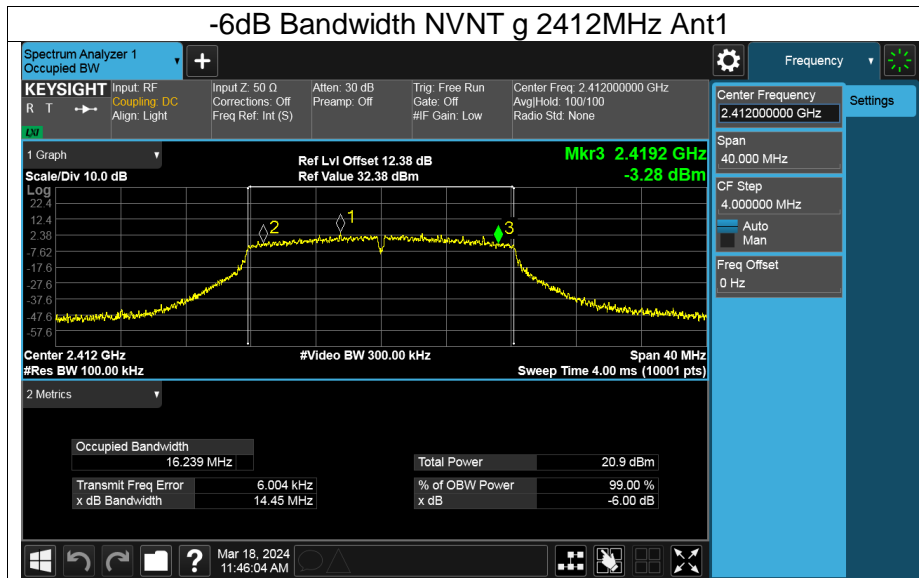 -6dB Bandwidth NVNT g 2412MHz Ant1
Spectrum Analyzer 1
Occupied BW
+
Frequency
KEYSIGHT
R T
LXI
Input: RF
Coupling: DC
Align: Light
Input Z: 50 Ω
Corrections: Off
Freq Ref: Int (S)
Atten: 30 dB
Preamp: Off
Trig: Free Run
Gate: Off
#IF Gain: Low
Center Freq: 2.412000000 GHz
Avg|Hold: 100/100
Radio Std: None
Center Frequency
2.412000000 GHz
Settings
Span
40.000 MHz
CF Step
4.000000 MHz
Auto
Man
Freq Offset
0 Hz
1 Graph
Scale/Div 10.0 dB
Ref Lvl Offset 12.38 dB
Ref Value 32.38 dBm
Mkr3 2.4192 GHz
-3.28 dBm
Log
22.4
12.4
2.38
-7.62
-17.6
-27.6
-37.6
-47.6
-57.6
2
1
3
Center 2.412 GHz
#Res BW 100.00 kHz
#Video BW 300.00 kHz
Span 40 MHz
Sweep Time 4.00 ms (10001 pts)
2 Metrics
Occupied Bandwidth
16.239 MHz
Transmit Freq Error 6.004 kHz
x dB Bandwidth 14.45 MHz
Total Power 20.9 dBm
% of OBW Power 99.00 %
x dB -6.00 dB
?
Mar 18, 2024
11:46:04 AM